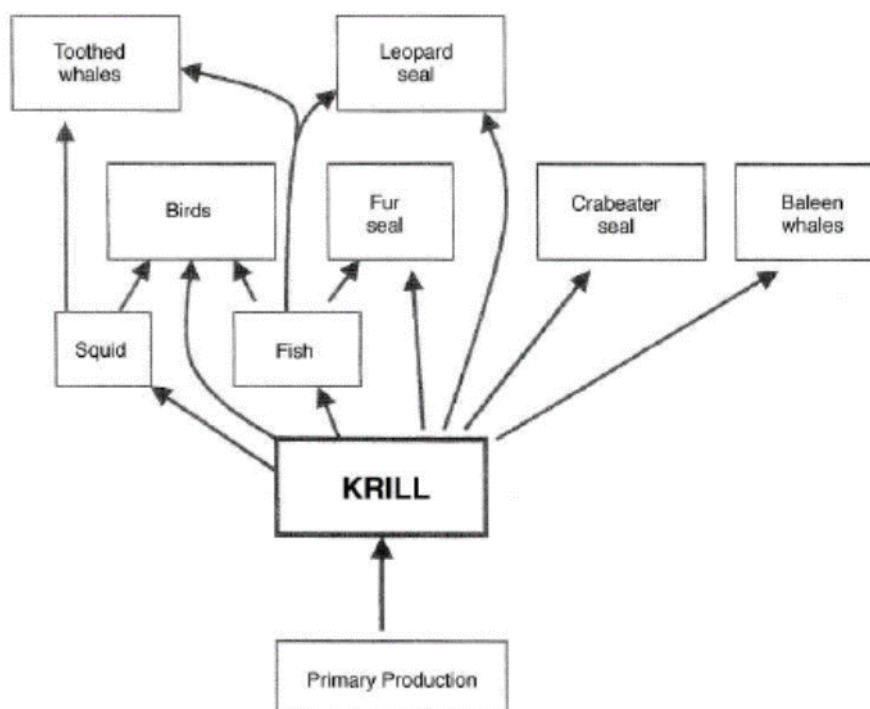 Toothed
whales
Leopard
seal
Birds
Fur
seal
Crabeater
seal
Baleen
whales
Squid
Fish
KRILL
Primary Production